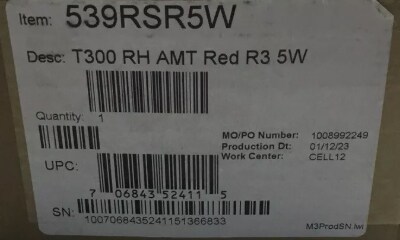 Item: 539RSR5W
Desc: T300 RH AMT Red R3 5W
Quantity: 1
MO/PO Number: 1008992249
Production Dt: 01/12/23
Work Center: CELL12
UPC:
7 06843 52411 5
SN:
1007068435241151366833
M3ProdSN.lwl